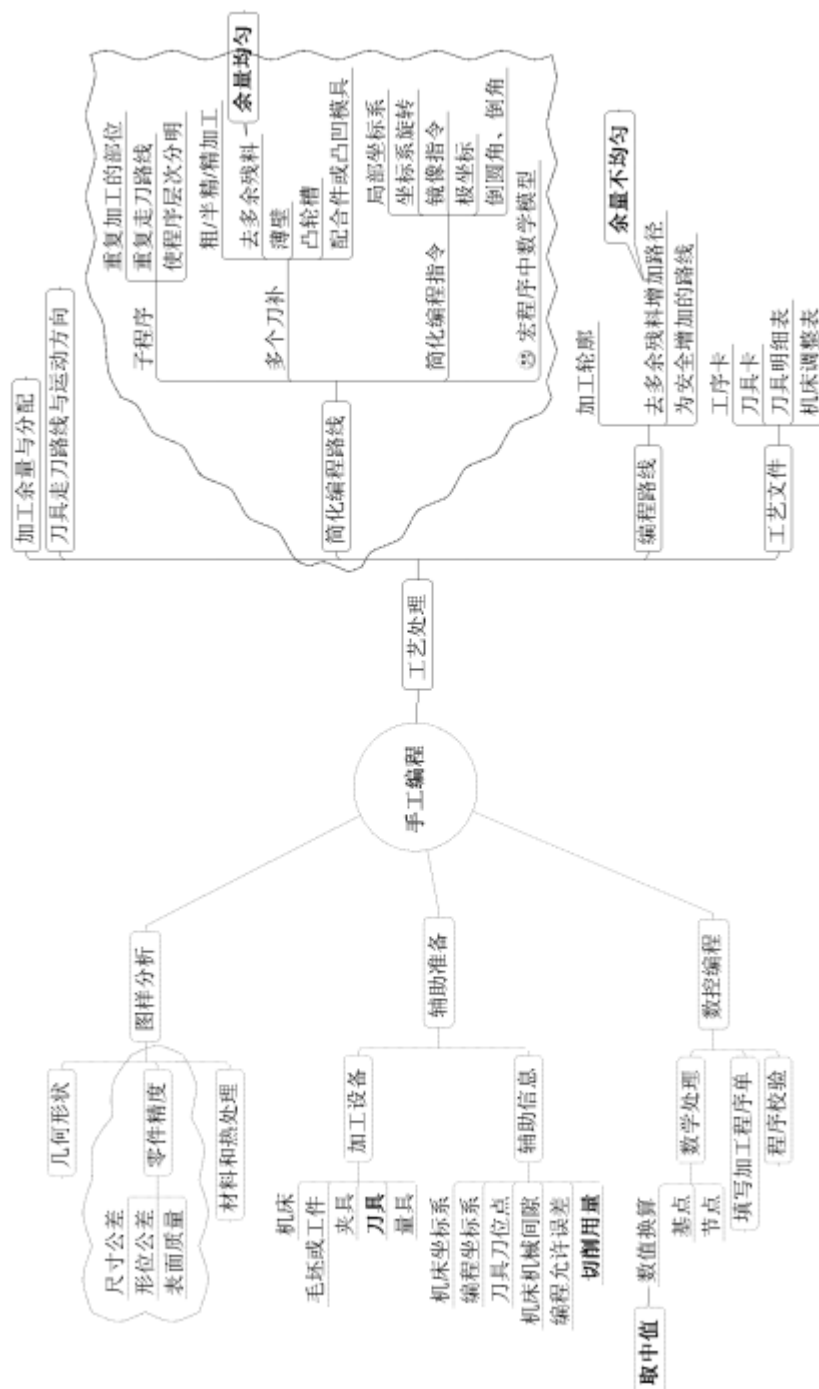 手工编程
图样分析
几何形状
零件精度
尺寸公差
形位公差
表面质量
材料和热处理
辅助准备
加工设备
机床
毛坯或工件
夹具
刀具
量具
辅助信息
机床坐标系
编程坐标系
刀具刀位点
机床机械间隙
编程允许误差
切削用量
数控编程
数学处理
数值换算
取中值
基点
节点
填写加工程序单
程序校验
工艺处理
加工余量与分配
刀具走刀路线与运动方向
简化编程路线
子程序
重复加工的部位
重复走刀路线
使程序层次分明
多个刀补
粗/半精/精加工
去多余残料
余量均匀
薄壁
凸轮槽
配合件或凸凹模具
简化编程指令
局部坐标系
坐标系旋转
镜像指令
极坐标
倒圆角、倒角
宏程序中数学模型
编程路线
加工轮廓
去多余残料增加路径
余量不均匀
为安全增加的路线
工艺文件
工序卡
刀具卡
刀具明细表
机床调整表